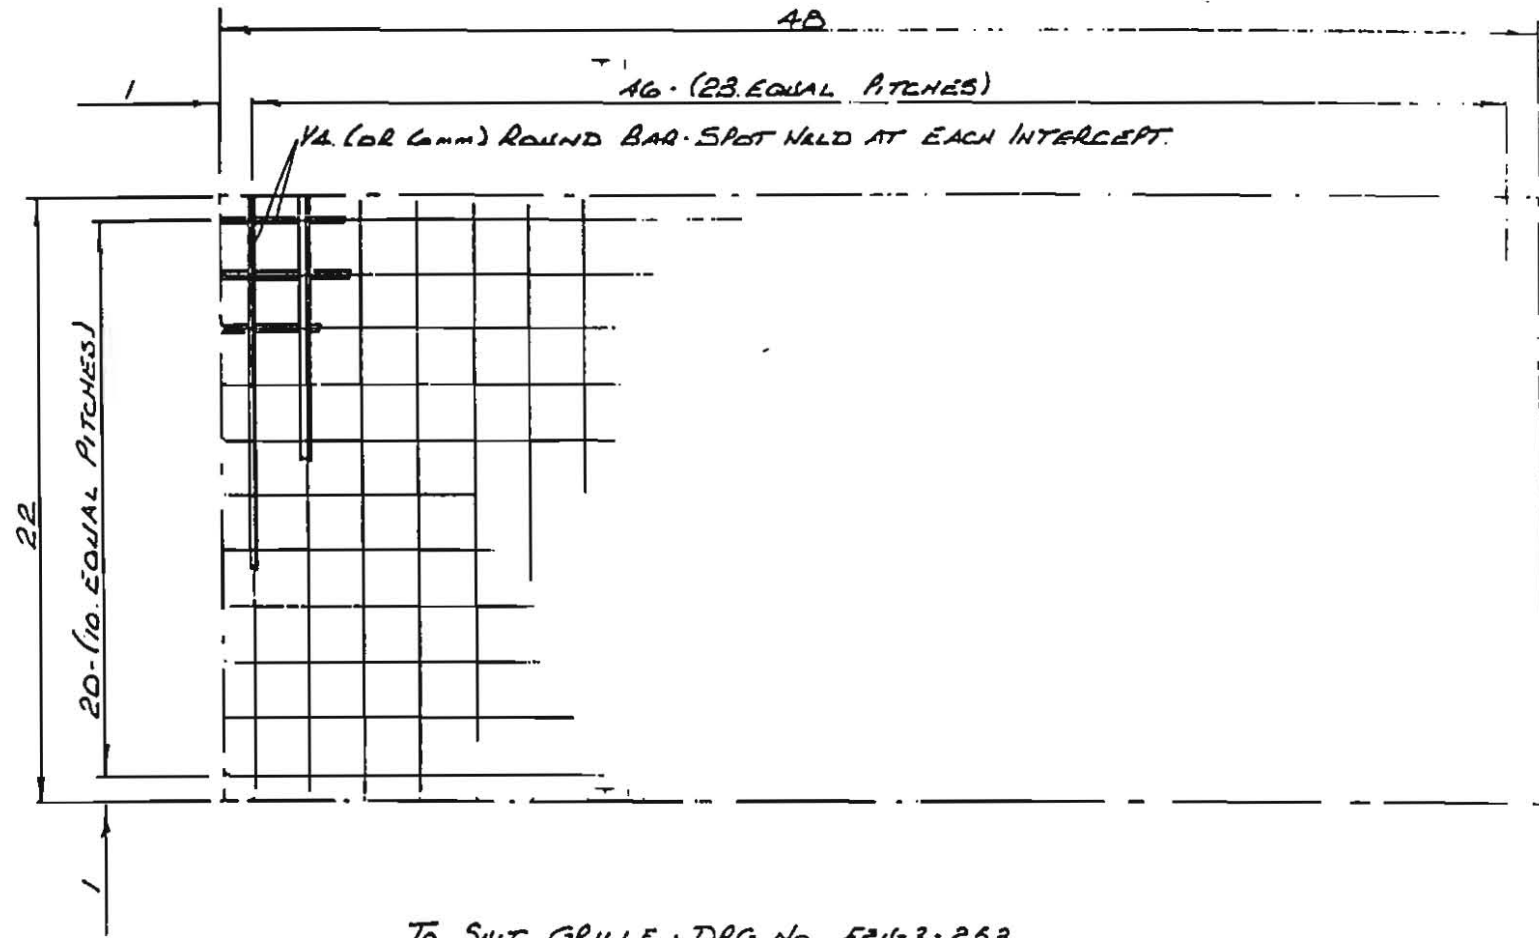 48
1
46. (23. EQUAL PITCHES)
1/4. (OR 6mm) ROUND BAR. SPOT WELD AT EACH INTERCEPT.
22
20-(10. EQUAL PITCHES)
1
TO SUIT GRILLE. DRG No